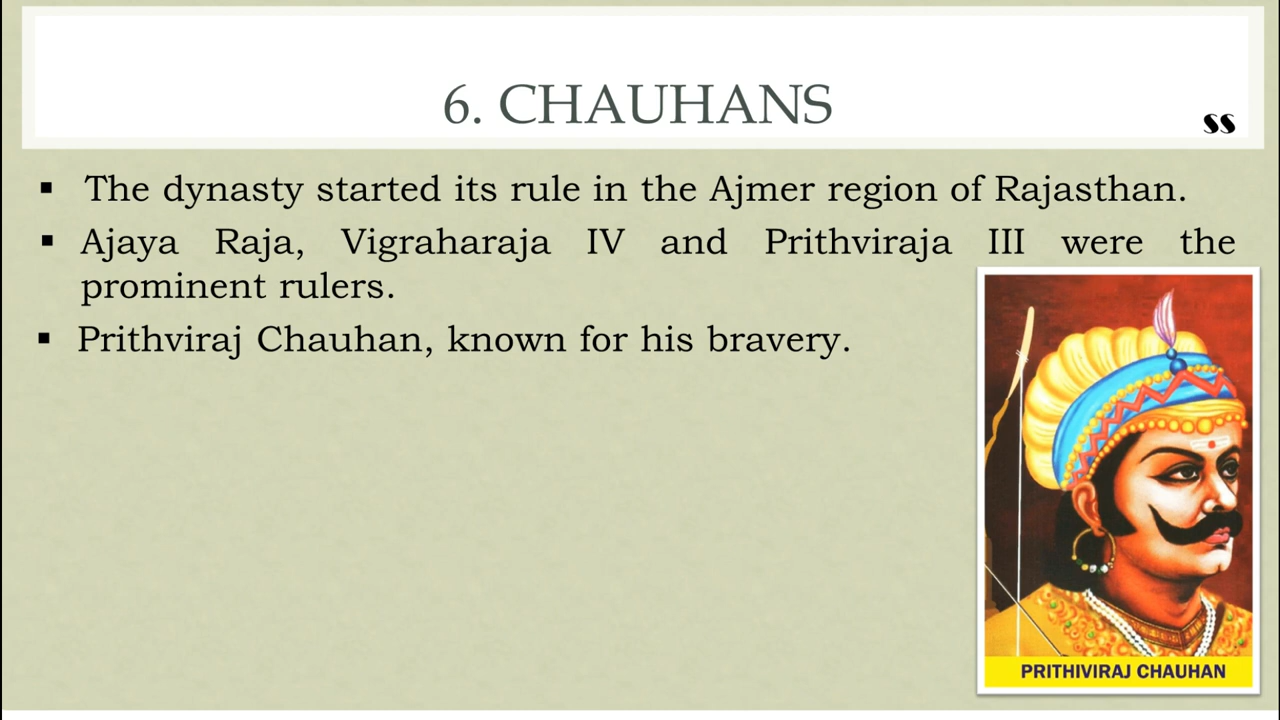 6. CHAUHANS
ss
▪ The dynasty started its rule in the Ajmer region of Rajasthan.
▪ Ajaya Raja, Vigraharaja IV and Prithviraja III were the
prominent rulers.
▪ Prithviraj Chauhan, known for his bravery.
PRITHIVIRAJ CHAUHAN